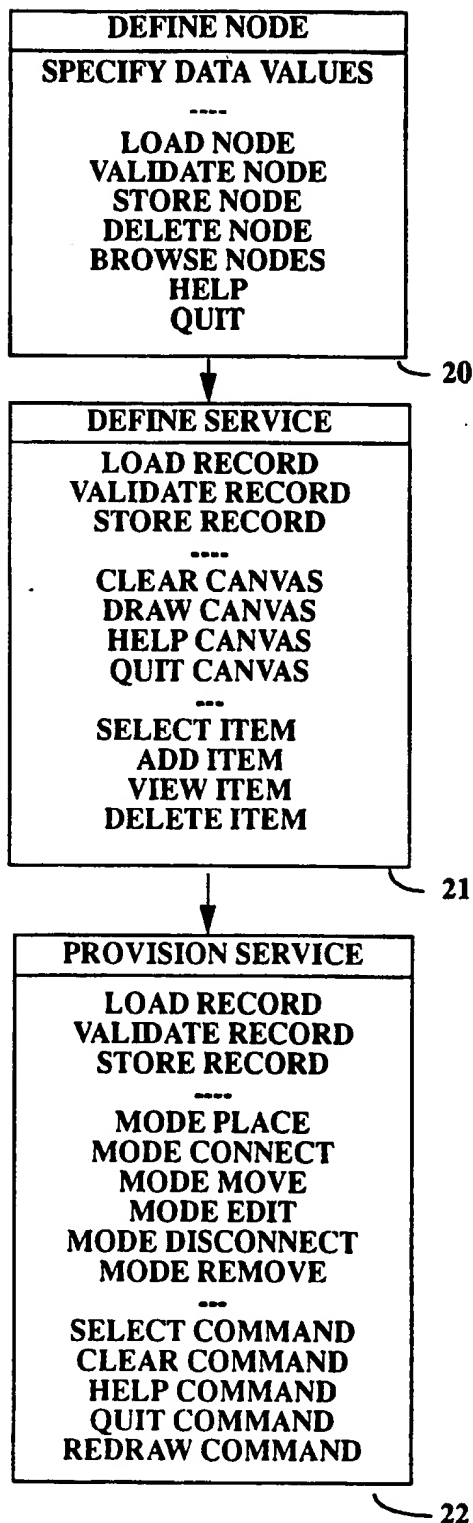 DEFINE NODE
SPECIFY DATA VALUES
----
LOAD NODE
VALIDATE NODE
STORE NODE
DELETE NODE
BROWSE NODES
HELP
QUIT
20
DEFINE SERVICE
LOAD RECORD
VALIDATE RECORD
STORE RECORD
----
CLEAR CANVAS
DRAW CANVAS
HELP CANVAS
QUIT CANVAS
---
SELECT ITEM
ADD ITEM
VIEW ITEM
DELETE ITEM
21
PROVISION SERVICE
LOAD RECORD
VALIDATE RECORD
STORE RECORD
----
MODE PLACE
MODE CONNECT
MODE MOVE
MODE EDIT
MODE DISCONNECT
MODE REMOVE
---
SELECT COMMAND
CLEAR COMMAND
HELP COMMAND
QUIT COMMAND
REDRAW COMMAND
22